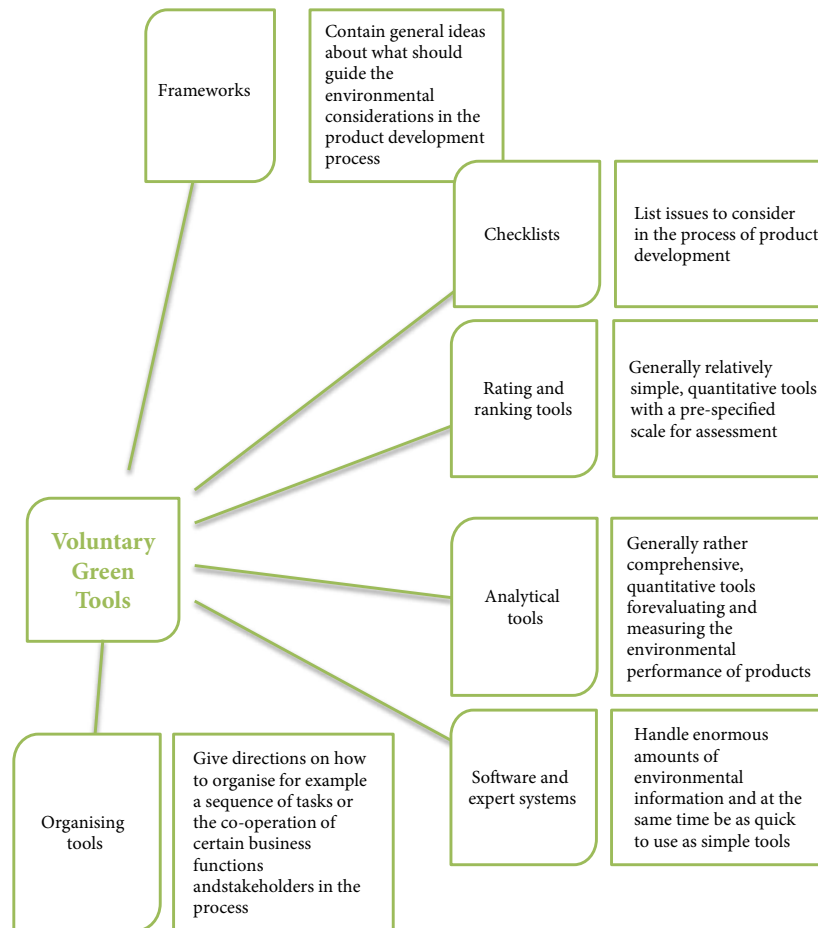 Frameworks
Contain general ideas
about what should
guide the
environmental
considerations in the
product development
process
Checklists
List issues to consider
in the process of product
development
Rating and
ranking tools
Generally relatively
simple, quantitative tools
with a pre-specified
scale for assessment
Voluntary
Green
Tools
Analytical
tools
Generally rather
comprehensive,
quantitative tools
forevaluating and
measuring the
environmental
performance of products
Software and
expert systems
Handle enormous
amounts of
environmental
information and at the
same time be as quick
to use as simple tools
Organising
tools
Give directions on how
to organise for example
a sequence of tasks or
the co-operation of
certain business
functions
andstakeholders in the
process